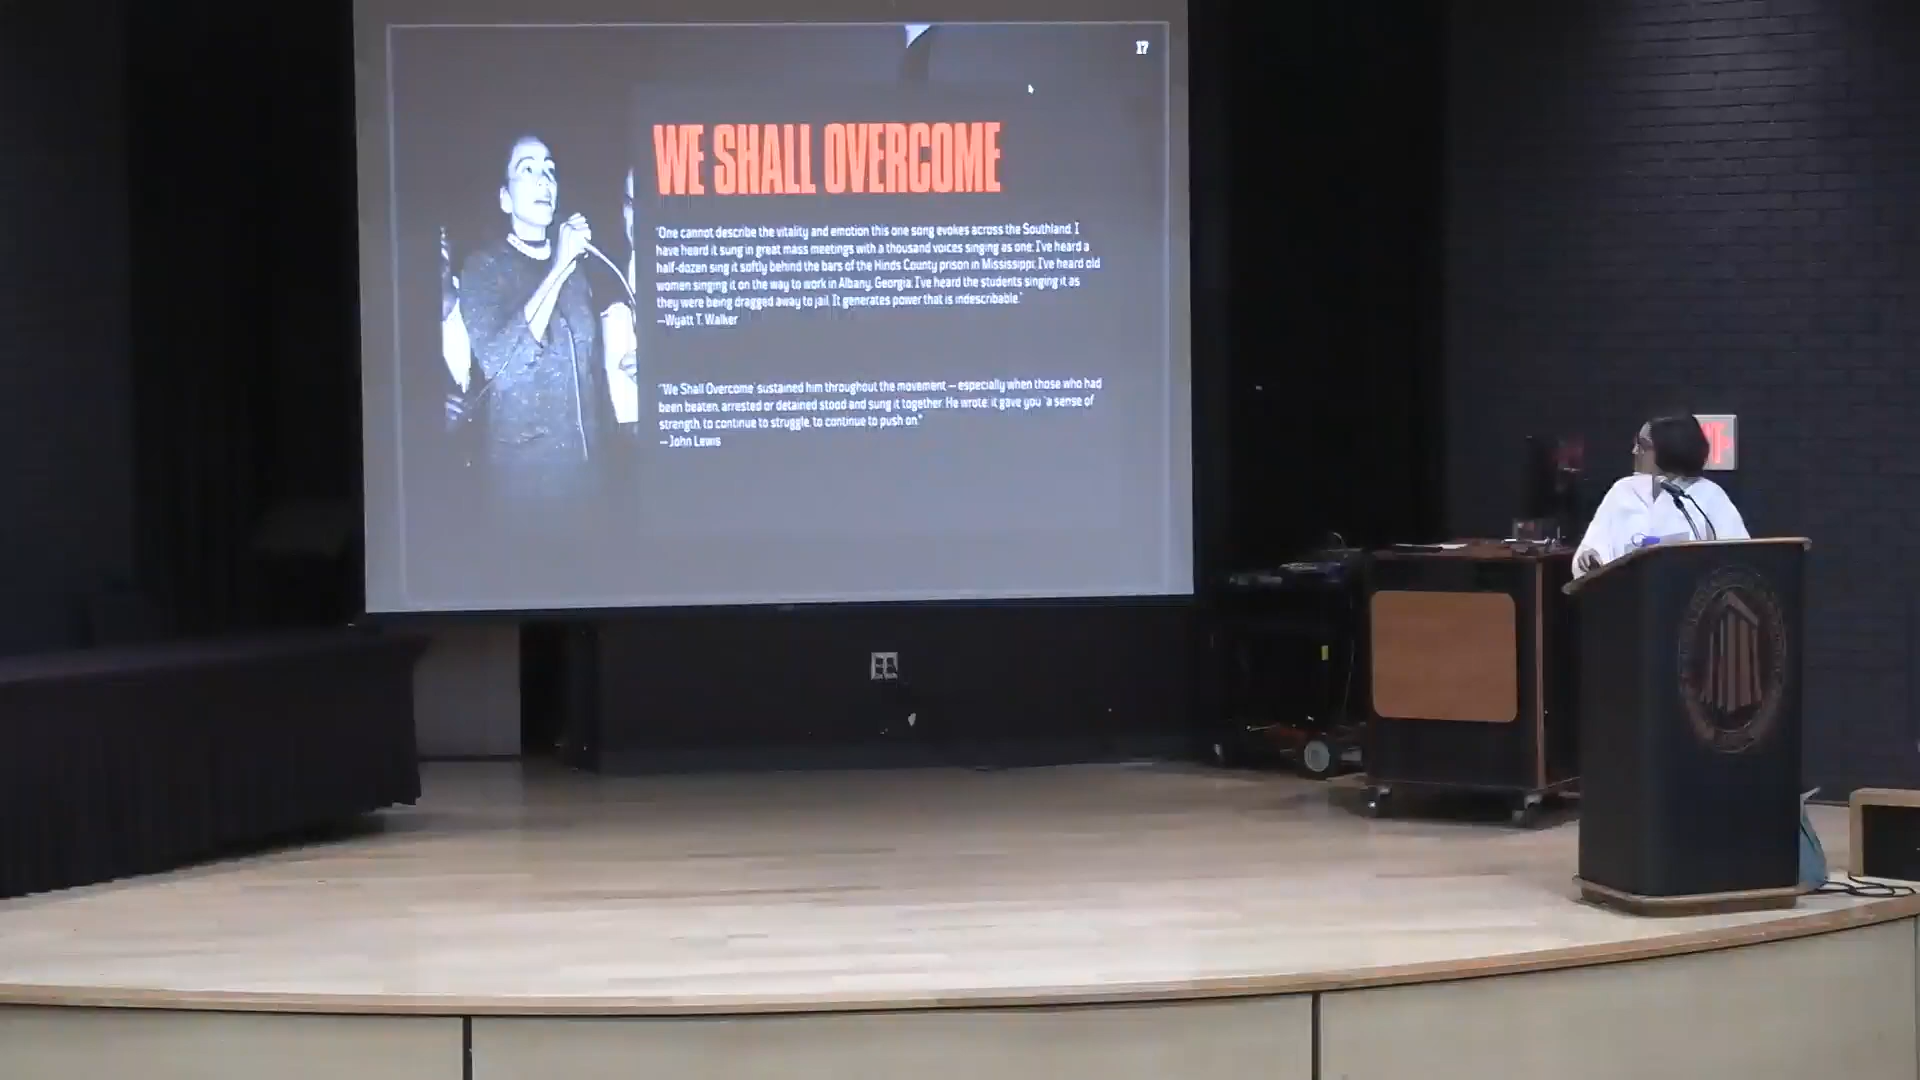 17
WE SHALL OVERCOME
"One cannot describe the vitality and emotion this one song evokes across the Southland. I
have heard it sung in great mass meetings with a thousand voices singing as one; I've heard a
half-dozen sing it softly behind the bars of the Hinds County prison in Mississippi; I've heard old
women singing it on the way to work in Albany, Georgia; I've heard the students singing it as
they were being dragged away to jail. It generates power that is indescribable."
—Wyatt T. Walker
"'We Shall Overcome' sustained him throughout the movement — especially when those who had
been beaten, arrested or detained stood and sung it together. He wrote, it gave you 'a sense of
strength, to continue to struggle, to continue to push on."
— John Lewis